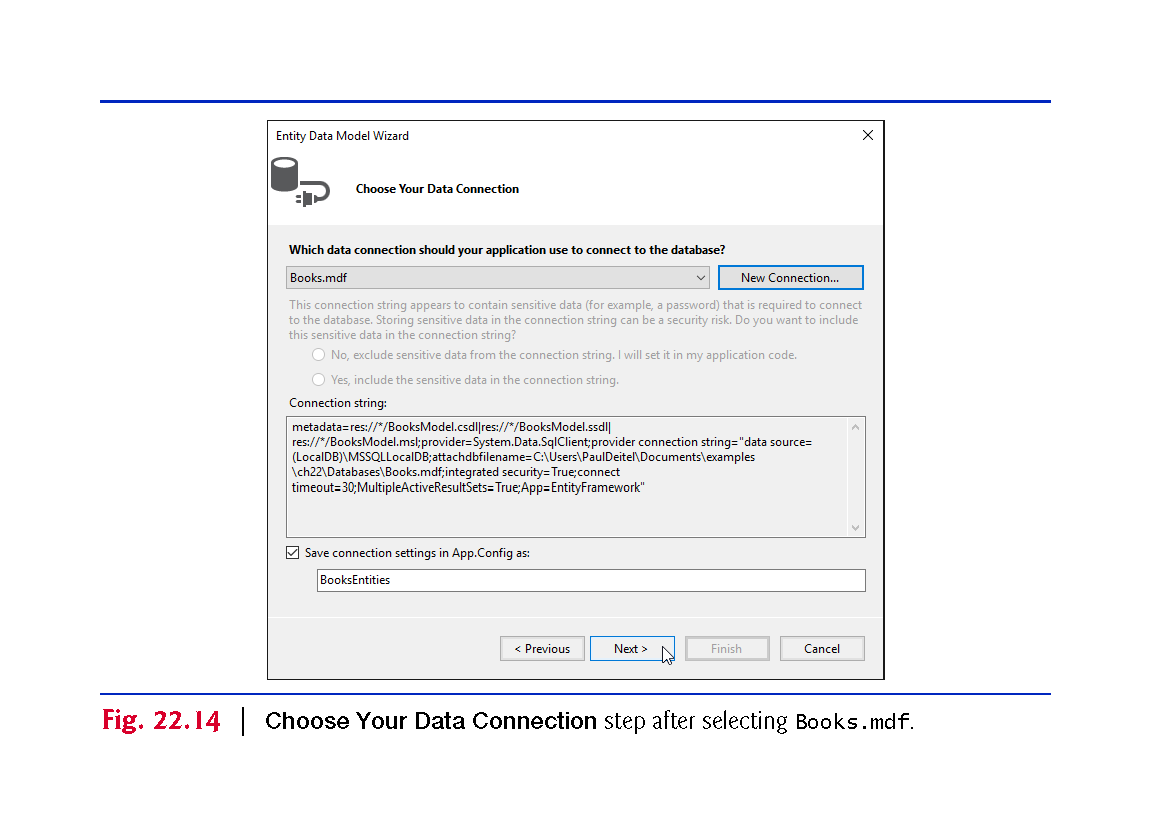 Entity Data Model Wizard
Choose Your Data Connection
Which data connection should your application use to connect to the database?
Books.mdf
New Connection...
This connection string appears to contain sensitive data (for example, a password) that is required to connect
to the database. Storing sensitive data in the connection string can be a security risk. Do you want to include
this sensitive data in the connection string?
No, exclude sensitive data from the connection string. I will set it in my application code.
Yes, include the sensitive data in the connection string.
Connection string:
metadata=res://*/BooksModel.csdl|res://*/BooksModel.ssdl|
res://*/BooksModel.msl;provider=System.Data.SqlClient;provider connection string="data source=
(LocalDB)\MSSQLLocalDB;attachdbfilename=C:\Users\PaulDeitel\Documents\examples
\ch22\Databases\Books.mdf;integrated security=True;connect
timeout=30;MultipleActiveResultSets=True;App=EntityFramework"
Save connection settings in App.Config as:
BooksEntities
< Previous
Next >
Finish
Cancel
Fig. 22.14 | Choose Your Data Connection step after selecting Books.mdf.